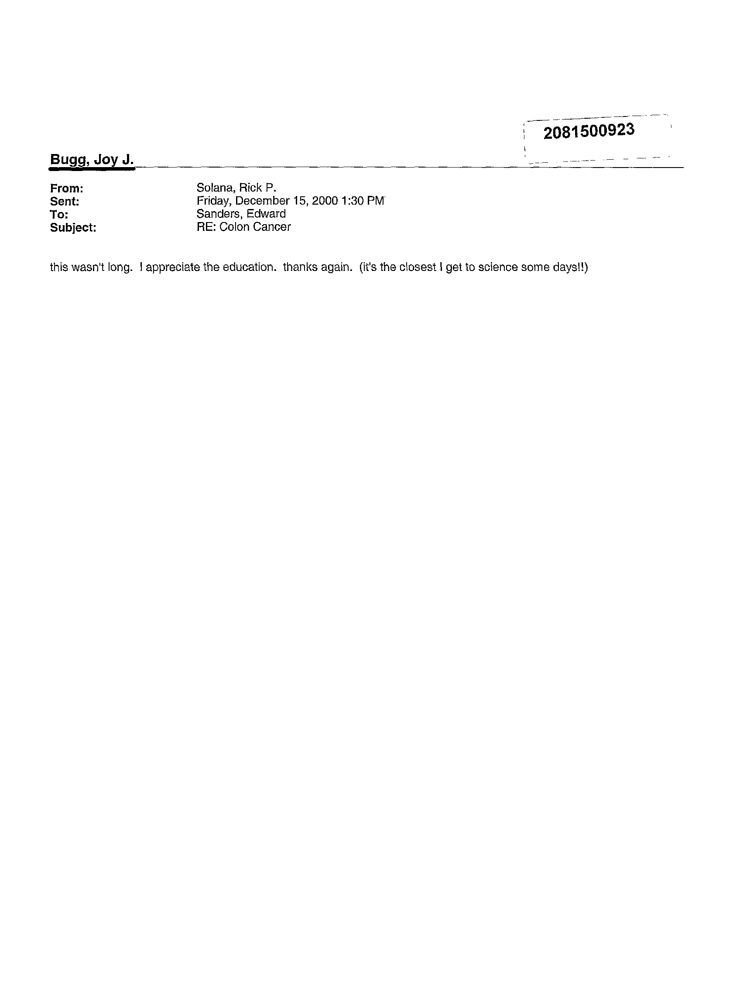 2081500923
Bugg, Joy J.
From: Solana, Rick P.
Sent: Friday, December 15, 2000 1:30 PM
To: Sanders, Edward
Subject: RE: Colon Cancer
this wasn't long. I appreciate the education. thanks again. (it's the closest I get to science some days!!)